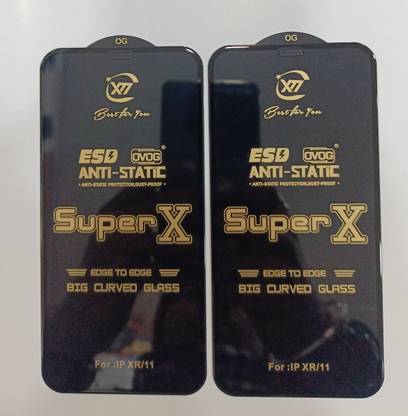 OG
X7
Best for You
ESD OVOG®
ANTI-STATIC
• ANTI-STATIC PROTECTION,DUST-PROOF •
Super X
EDGE TO EDGE
BIG CURVED GLASS
For :IP XR/11
OG
X7
Best for You
ESD OVOG®
ANTI-STATIC
• ANTI-STATIC PROTECTION,DUST-PROOF •
Super X
EDGE TO EDGE
BIG CURVED GLASS
For :IP XR/11